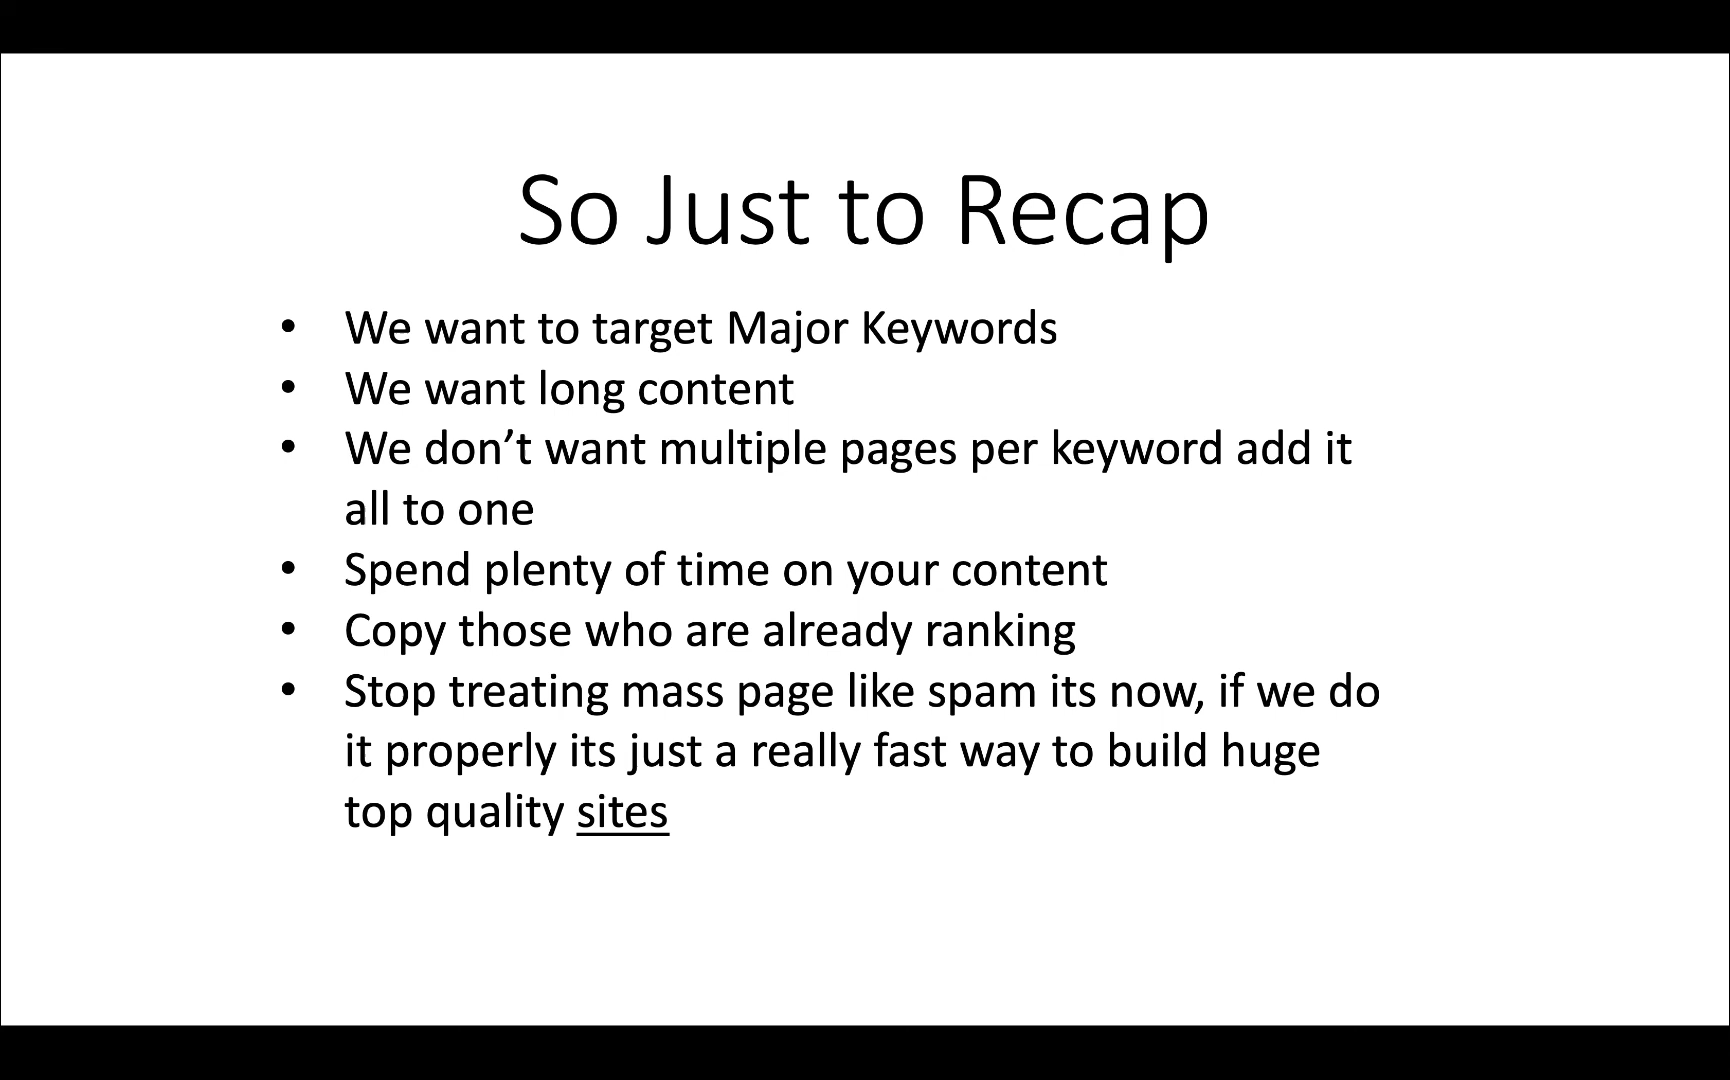 So Just to Recap
• We want to target Major Keywords
• We want long content
• We don’t want multiple pages per keyword add it
all to one
• Spend plenty of time on your content
• Copy those who are already ranking
• Stop treating mass page like spam its now, if we do
it properly its just a really fast way to build huge
top quality sites